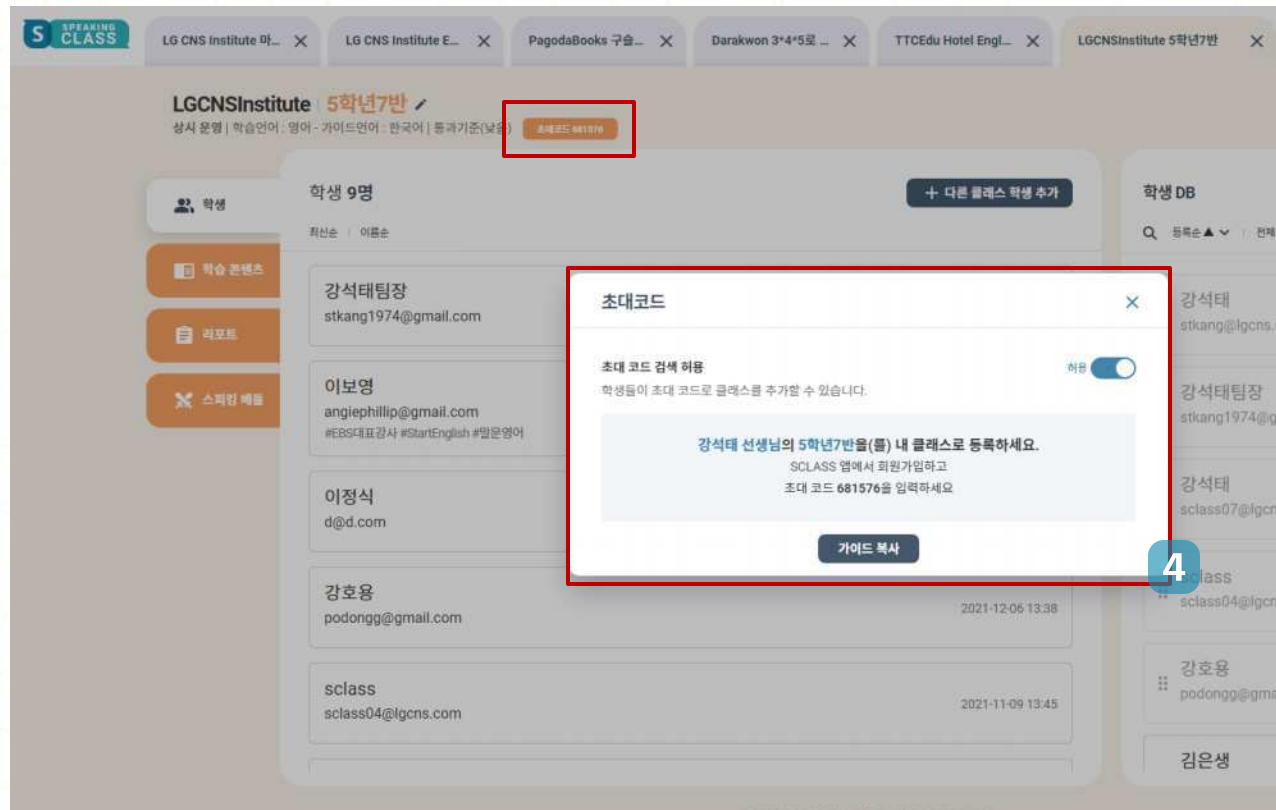 S SPEAKING CLASS
LG CNS Institute 마...
LG CNS Institute E...
PagodaBooks 구슬...
Darakwon 3*4*5로 ...
TTCEdu Hotel Engl...
LGCNSInstitute 5학년7반
LGCNSInstitute 5학년7반
상시 운영 | 학습언어 : 영어 - 가이드언어 : 한국어 | 통과기준(낮음)
초대코드 681576
학생
학습 콘텐츠
리포트
스피킹 배틀
학생 9명
+ 다른 클래스 학생 추가
최신순 | 이름순
강석태팀장
stkang1974@gmail.com
이보영
angiephillip@gmail.com
#EBS대표강사 #StartEnglish #말문영어
이정식
d@d.com
강호용
podongg@gmail.com
2021-12-06 13:38
sclass
sclass04@lgcns.com
2021-11-09 13:45
초대코드
초대 코드 검색 허용
허용
학생들이 초대 코드로 클래스를 추가할 수 있습니다.
강석태 선생님의 5학년7반을(를) 내 클래스로 등록하세요.
SCLASS 앱에서 회원가입하고
초대 코드 681576을 입력하세요
가이드 복사
4
학생 DB
등록순▲ | 전체
강석태
stkang@lgcns.
강석태팀장
stkang1974@g
강석태
sclass07@lgcn
sclass04@lgcn
강호용
podongg@gma
김은생